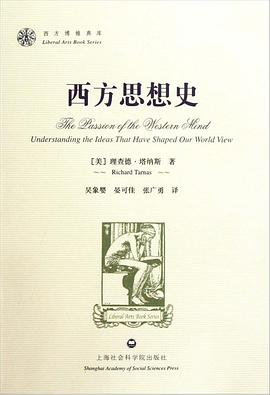 西方博雅典库
Liberal Arts Book Series
西方思想史
The Passion of the Western Mind
Understanding the Ideas That Have Shaped Our World View
[美] 理查德·塔纳斯 著
~~ Richard Tarnas ~~
吴象婴 晏可佳 张广勇 译
Liberal Arts Book Series
上海社会科学院出版社
Shanghai Academy of Social Sciences Press